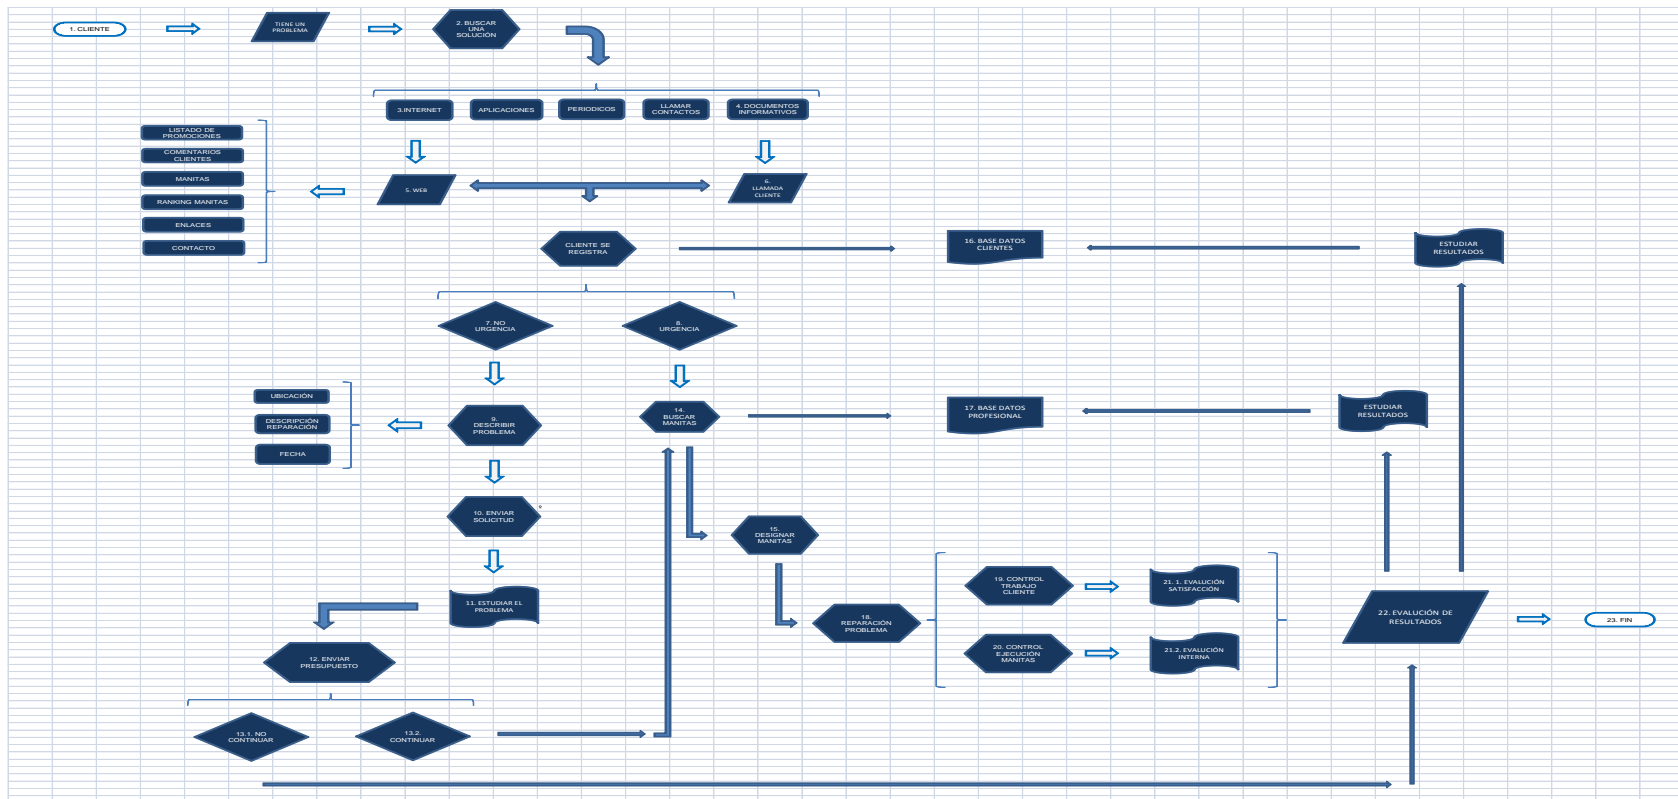 1. CLIENTE
TIENE UN
PROBLEMA
2. BUSCAR
UNA
SOLUCIÓN
3.INTERNET
APLICACIONES
PERIODICOS
LLAMAR
CONTACTOS
4. DOCUMENTOS
INFORMATIVOS
LISTADO DE
PROMOCIONES
COMENTARIOS
CLIENTES
MANITAS
RANKING MANITAS
ENLACES
CONTACTO
5. WEB
6.
LLAMADA
CLIENTE
CLIENTE SE
REGISTRA
16. BASE DATOS
CLIENTES
ESTUDIAR
RESULTADOS
7. NO
URGENCIA
8.
URGENCIA
UBICACIÓN
DESCRIPCIÓN
REPARACIÓN
FECHA
9.
DESCRIBIR
PROBLEMA
14.
BUSCAR
MANITAS
17. BASE DATOS
PROFESIONAL
ESTUDIAR
RESULTADOS
10. ENVIAR
SOLICITUD
15.
DESIGNAR
MANITAS
11. ESTUDIAR EL
PROBLEMA
18.
REPARACIÓN
PROBLEMA
19. CONTROL
TRABAJO
CLIENTE
21. 1. EVALUCIÓN
SATISFACCIÓN
20. CONTROL
EJECUCIÓN
MANITAS
21.2. EVALUCIÓN
INTERNA
22. EVALUCIÓN DE
RESULTADOS
23. FIN
12. ENVIAR
PRESUPUESTO
13.1. NO
CONTINUAR
13.2.
CONTINUAR